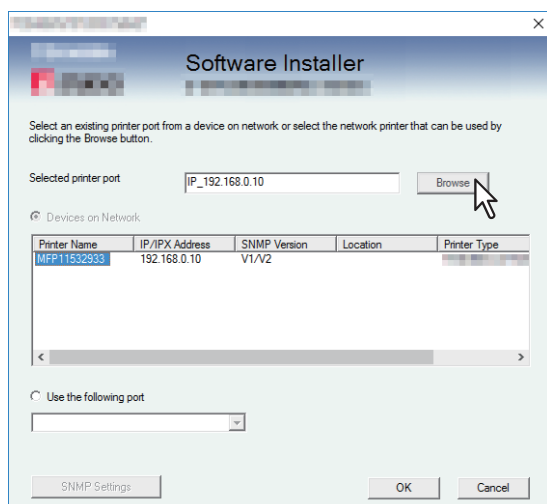 Software Installer
Select an existing printer port from a device on network or select the network printer that can be used by
clicking the Browse button.
Selected printer port IP_192.168.0.10 Browse
Devices on Network
Printer Name IP/IPX Address SNMP Version Location Printer Type
MFP11532933 192.168.0.10 V1/V2
Use the following port
SNMP Settings OK Cancel